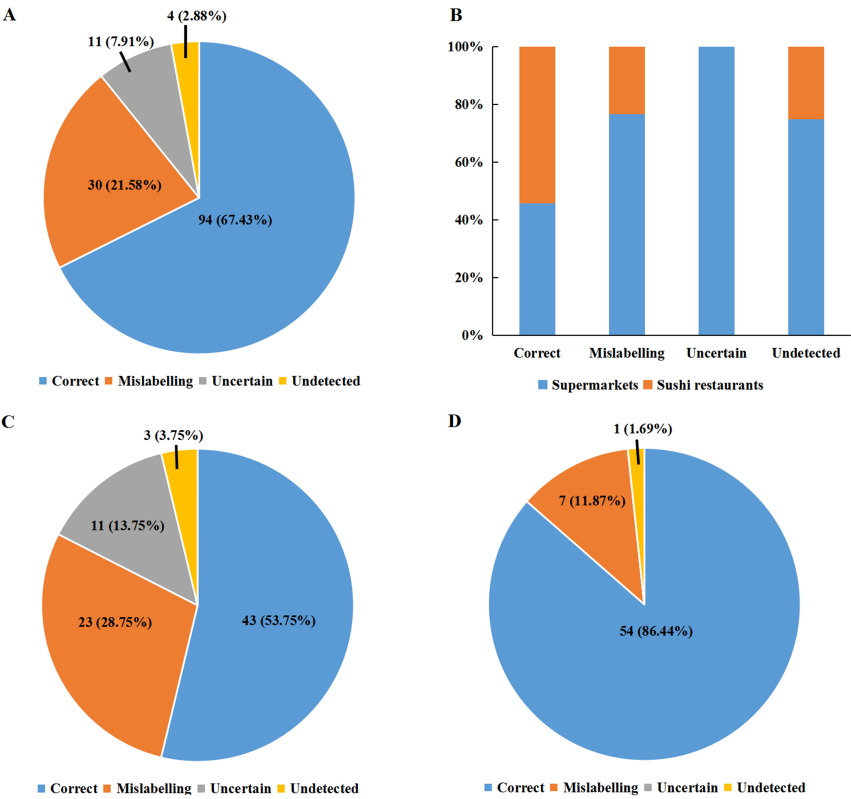 A
4 (2.88%)
11 (7.91%)
30 (21.58%)
94 (67.43%)
Correct Mislabelling Uncertain Undetected
B
100%
80%
60%
40%
20%
0%
Correct Mislabelling Uncertain Undetected
Supermarkets Sushi restaurants
C
3 (3.75%)
11 (13.75%)
23 (28.75%)
43 (53.75%)
Correct Mislabelling Uncertain Undetected
D
1 (1.69%)
7 (11.87%)
54 (86.44%)
Correct Mislabelling Uncertain Undetected